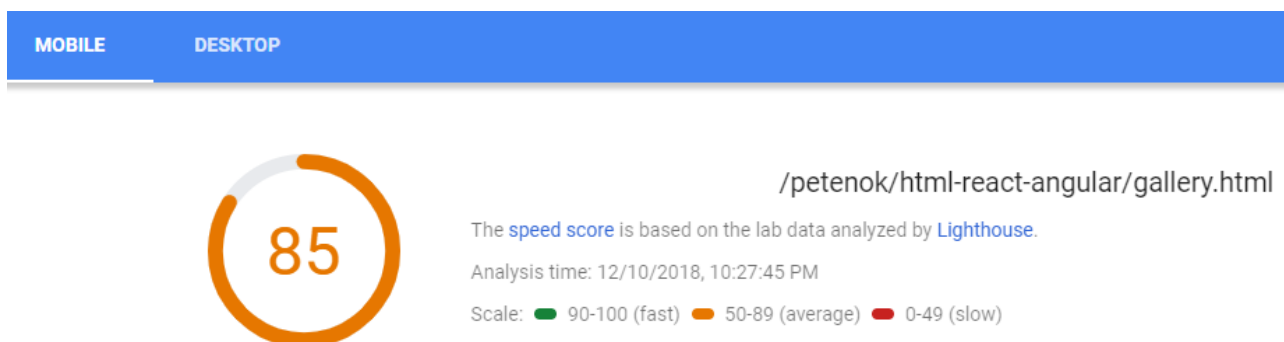 MOBILE DESKTOP
/petenok/html-react-angular/gallery.html
85
The speed score is based on the lab data analyzed by Lighthouse.
Analysis time: 12/10/2018, 10:27:45 PM
Scale: 90-100 (fast) 50-89 (average) 0-49 (slow)